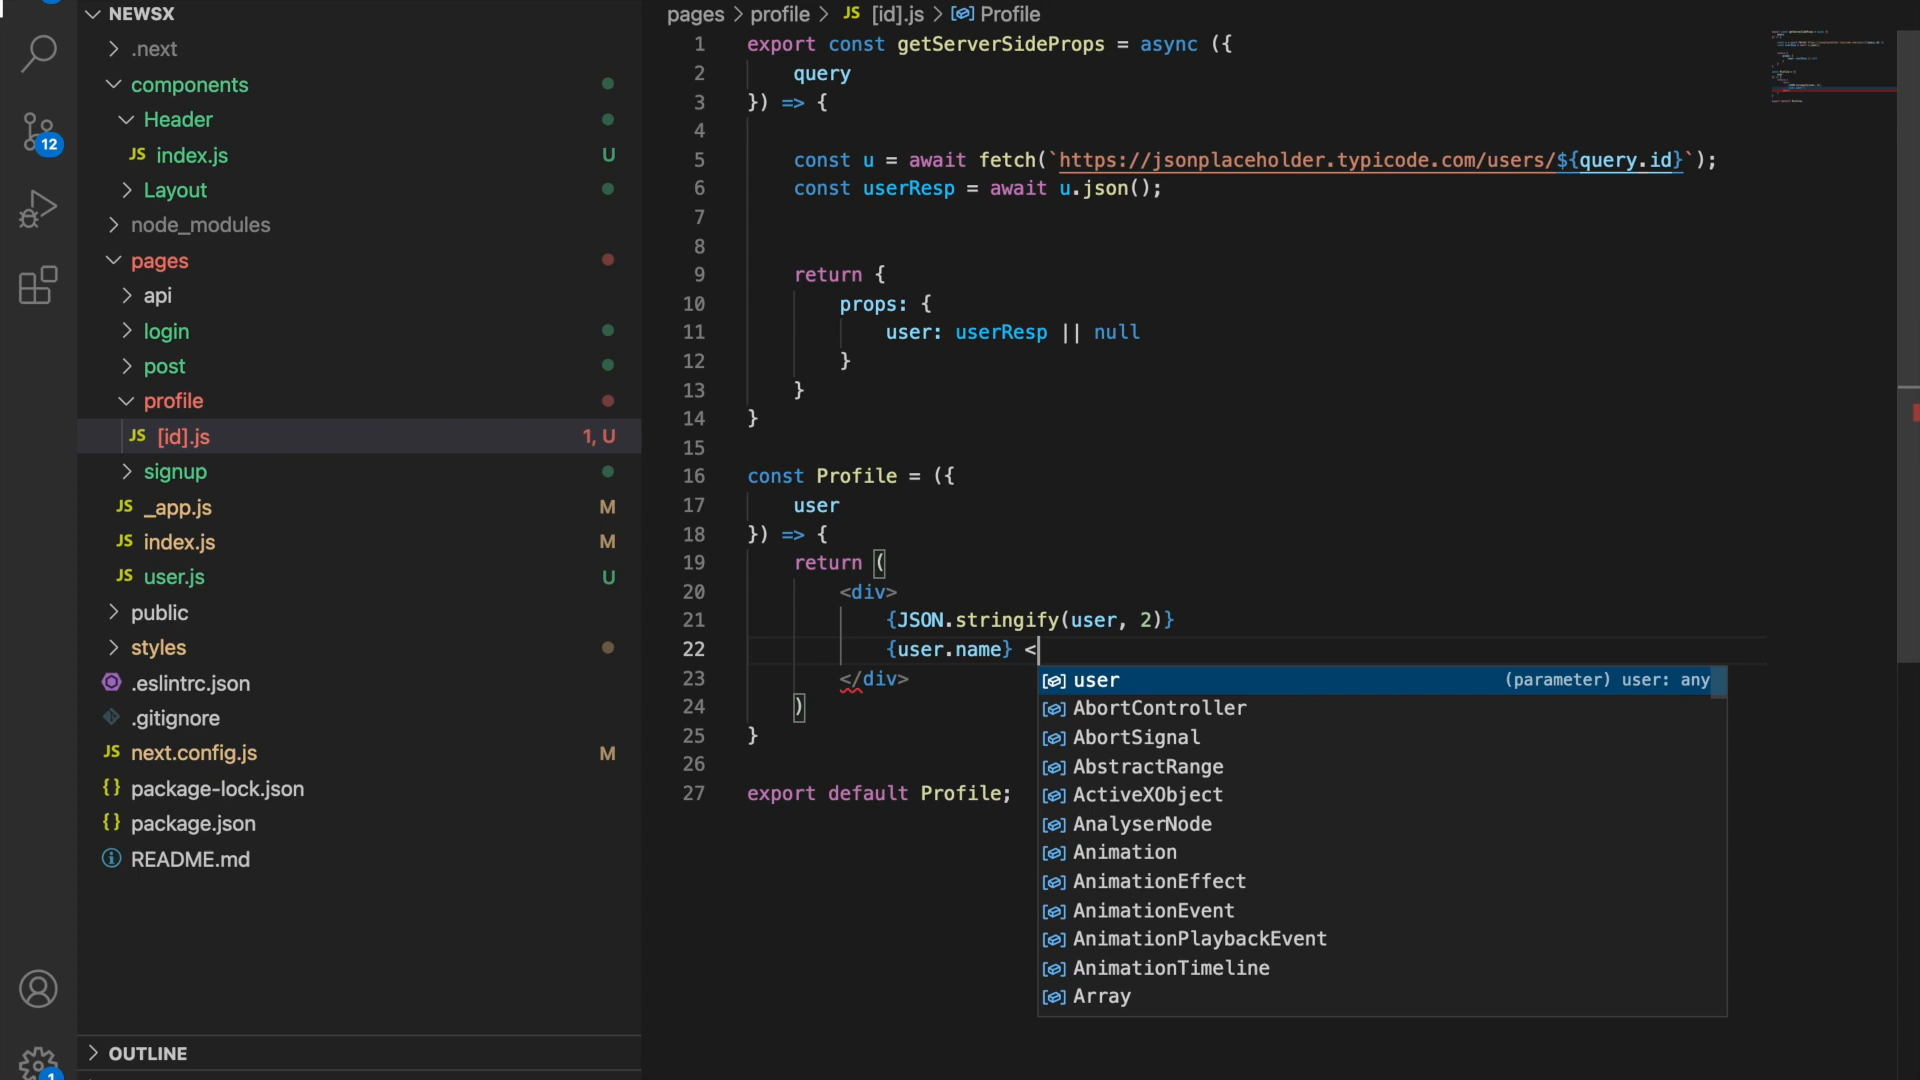 NEWSX
.next
components
Header
JS index.js U
Layout
node_modules
pages
api
login
post
profile
JS [id].js 1, U
signup
JS _app.js M
JS index.js M
JS user.js U
public
styles
.eslintrc.json
.gitignore
JS next.config.js M
{} package-lock.json
{} package.json
README.md
OUTLINE
12
1
pages > profile > JS [id].js > Profile
1 export const getServerSideProps = async ({
2 query
3 }) => {
4
5 const u = await fetch(`https://jsonplaceholder.typicode.com/users/${query.id}`);
6 const userResp = await u.json();
7
8
9 return {
10 props: {
11 user: userResp || null
12 }
13 }
14 }
15
16 const Profile = ({
17 user
18 }) => {
19 return (
20 <div>
21 {JSON.stringify(user, 2)}
22 {user.name} <
23 </div>
24 )
25 }
26
27 export default Profile;
user (parameter) user: any
AbortController
AbortSignal
AbstractRange
ActiveXObject
AnalyserNode
Animation
AnimationEffect
AnimationEvent
AnimationPlaybackEvent
AnimationTimeline
Array